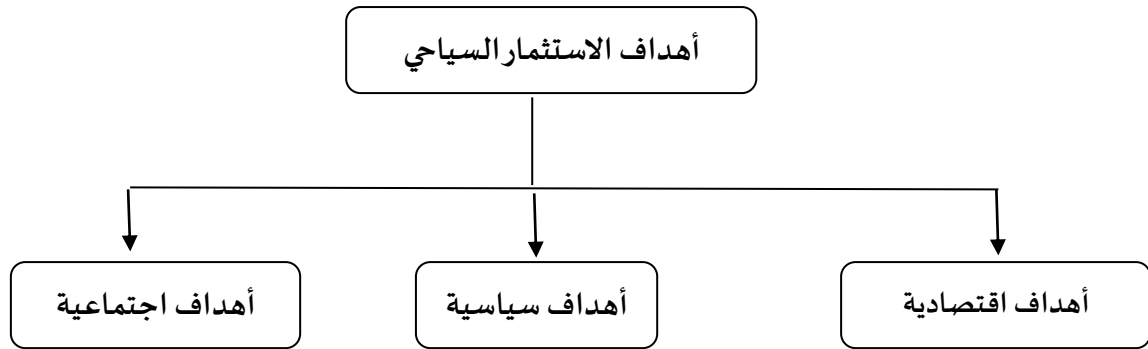 أهداف الاستثمار السياحي
أهداف اقتصادية
أهداف سياسية
أهداف اجتماعية